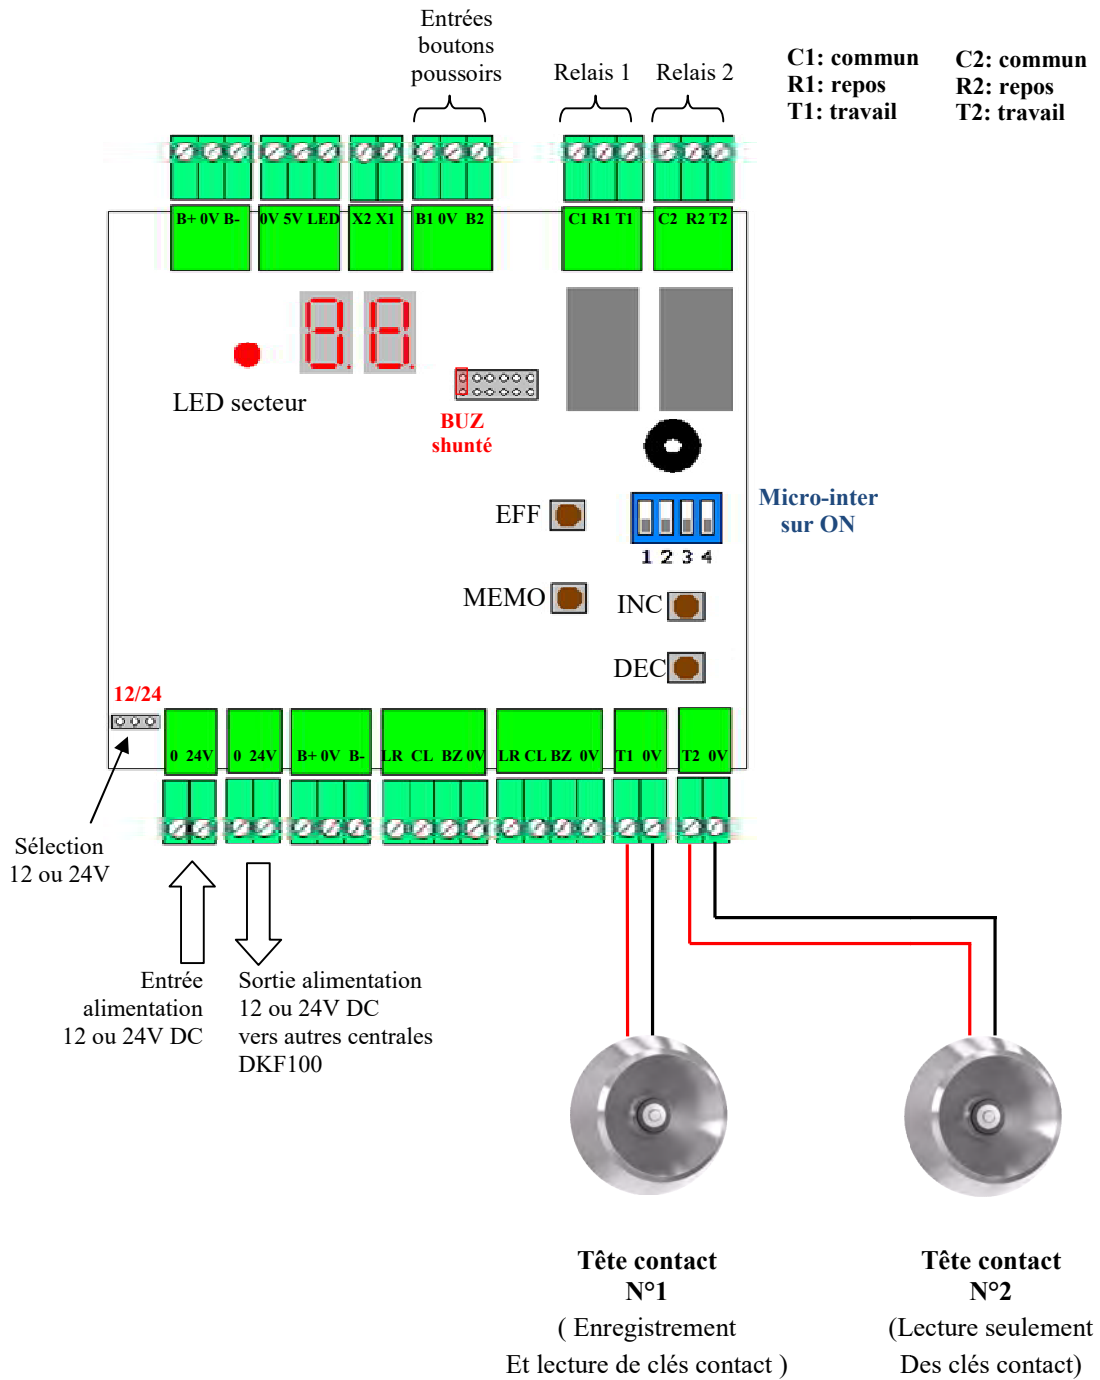 Entrées
boutons
poussoirs
Relais 1
Relais 2
C1: commun
R1: repos
T1: travail
C2: commun
R2: repos
T2: travail
B+ 0V B-
0V 5V LED
X2 X1
B1 0V B2
C1 R1 T1
C2 R2 T2
LED secteur
BUZ
shunté
Micro-inter
sur ON
EFF
1 2 3 4
MEMO
INC
DEC
12/24
0 24V
0 24V
B+ 0V B-
LR CL BZ 0V
LR CL BZ 0V
T1 0V
T2 0V
Sélection
12 ou 24V
Entrée
alimentation
12 ou 24V DC
Sortie alimentation
12 ou 24V DC
vers autres centrales
DKF100
Tête contact
N°1
( Enregistrement
Et lecture de clés contact )
Tête contact
N°2
(Lecture seulement
Des clés contact)